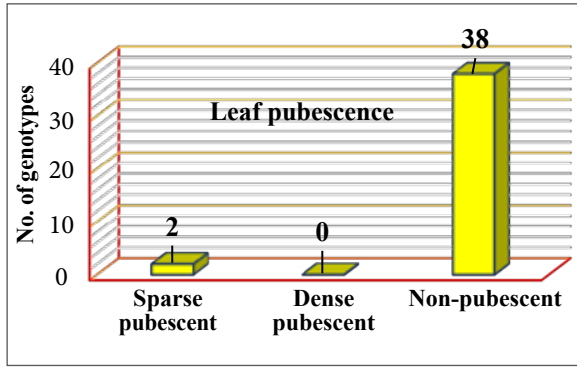 38
40
Leaf pubescence
30
No. of genotypes
20
10
2
0
0
Sparse pubescent
Dense pubescent
Non-pubescent